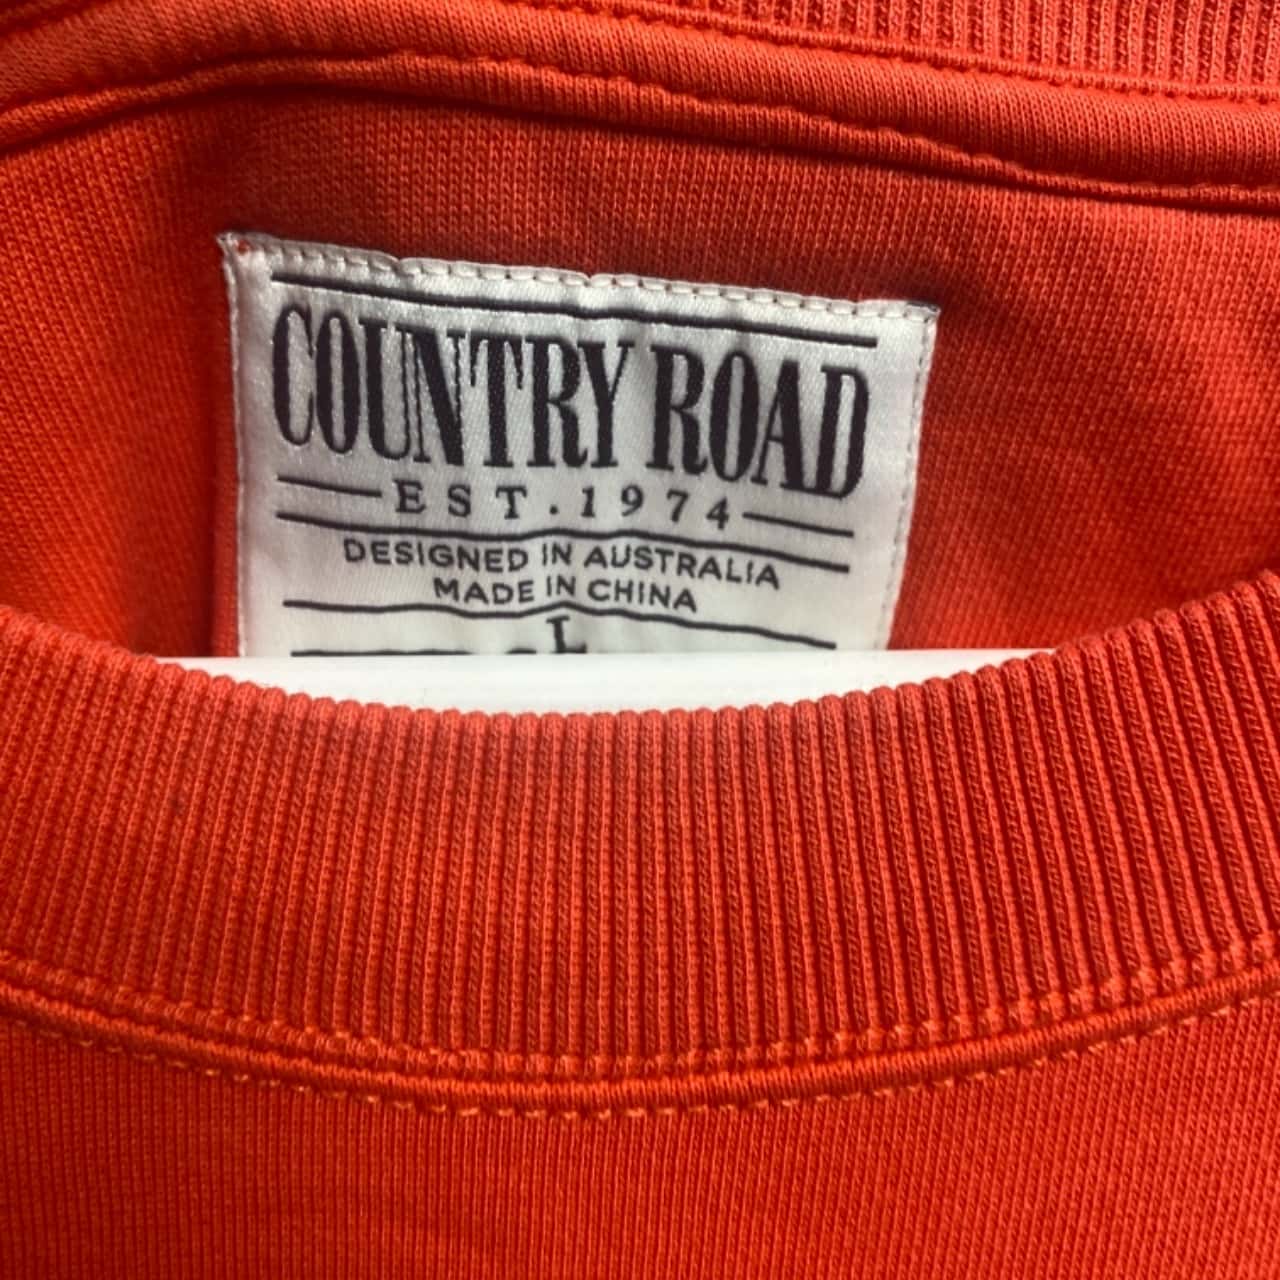 COUNTRY ROAD
EST.1974
DESIGNED IN AUSTRALIA
MADE IN CHINA
L